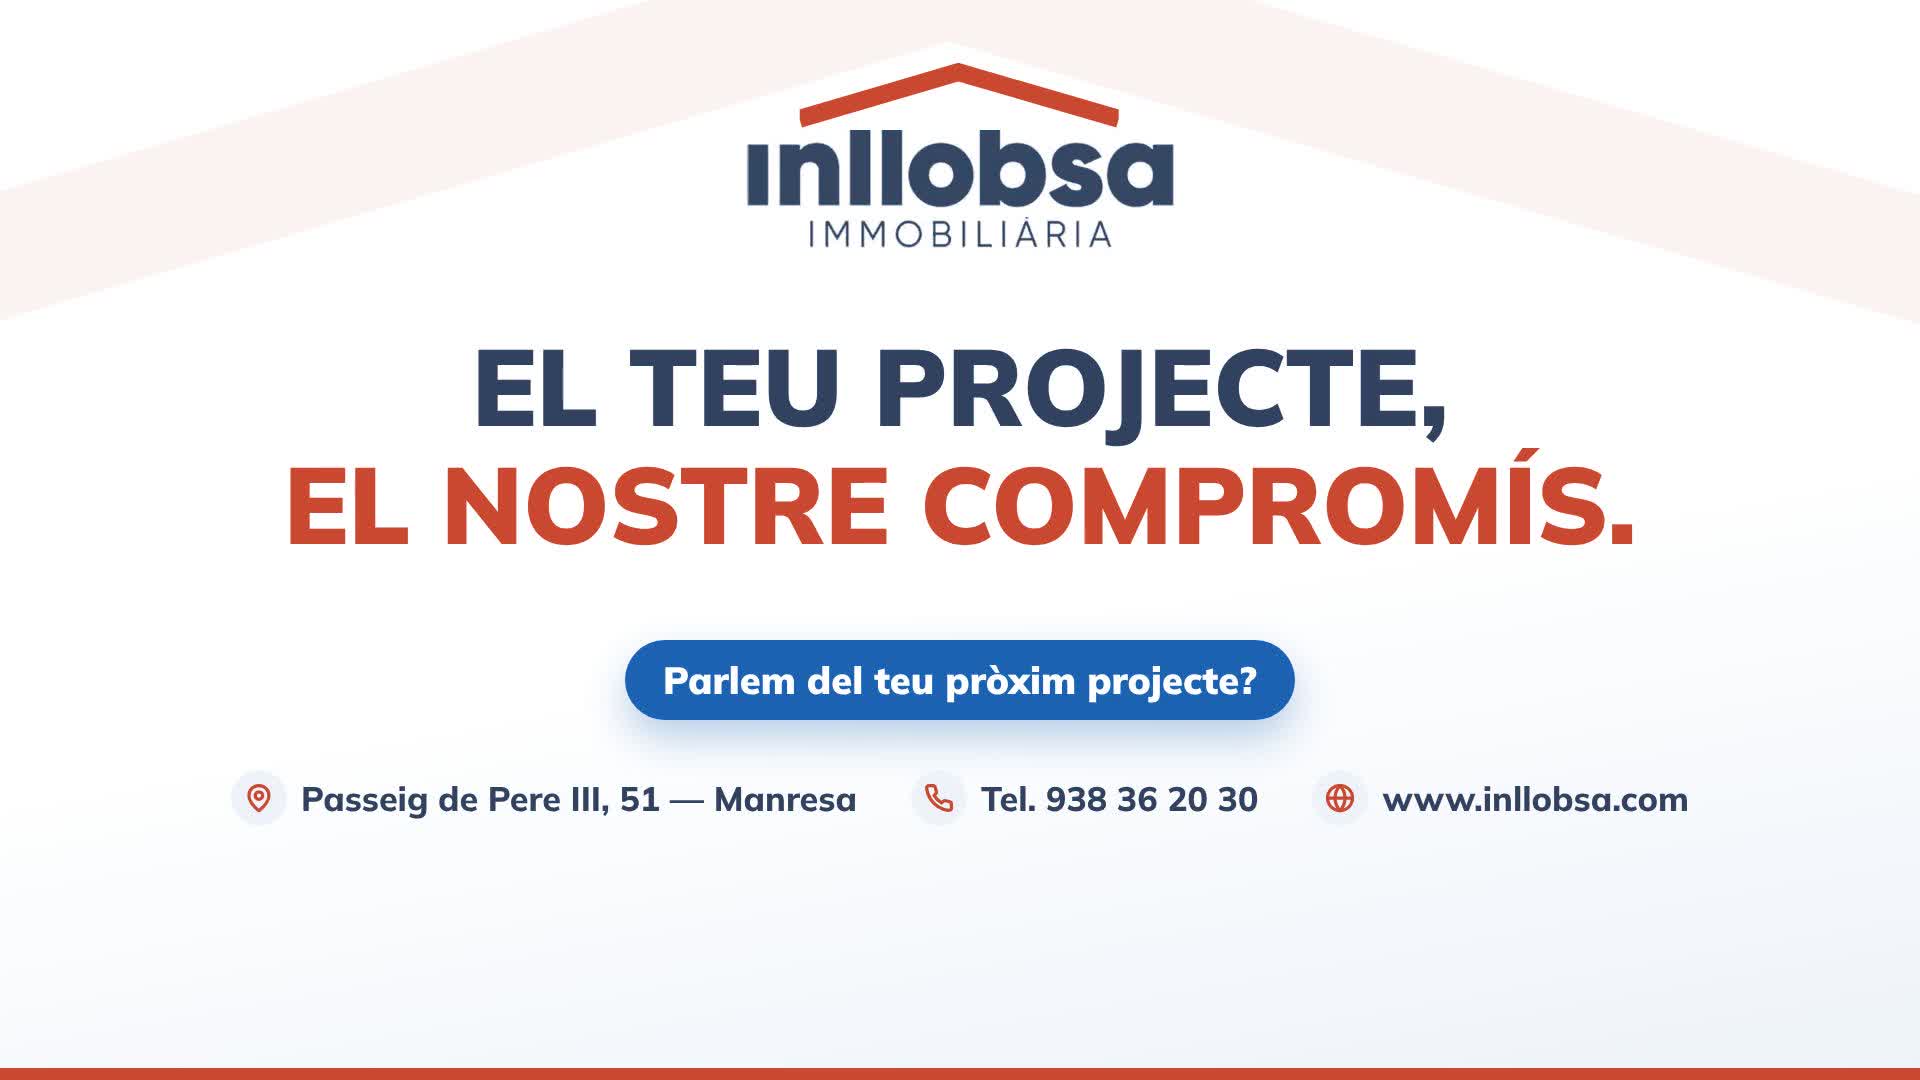 inllobsa
IMMOBILIÀRIA
EL TEU PROJECTE,
EL NOSTRE COMPROMÍS.
Parlem del teu pròxim projecte?
Passeig de Pere III, 51 — Manresa
Tel. 938 36 20 30
www.inllobsa.com